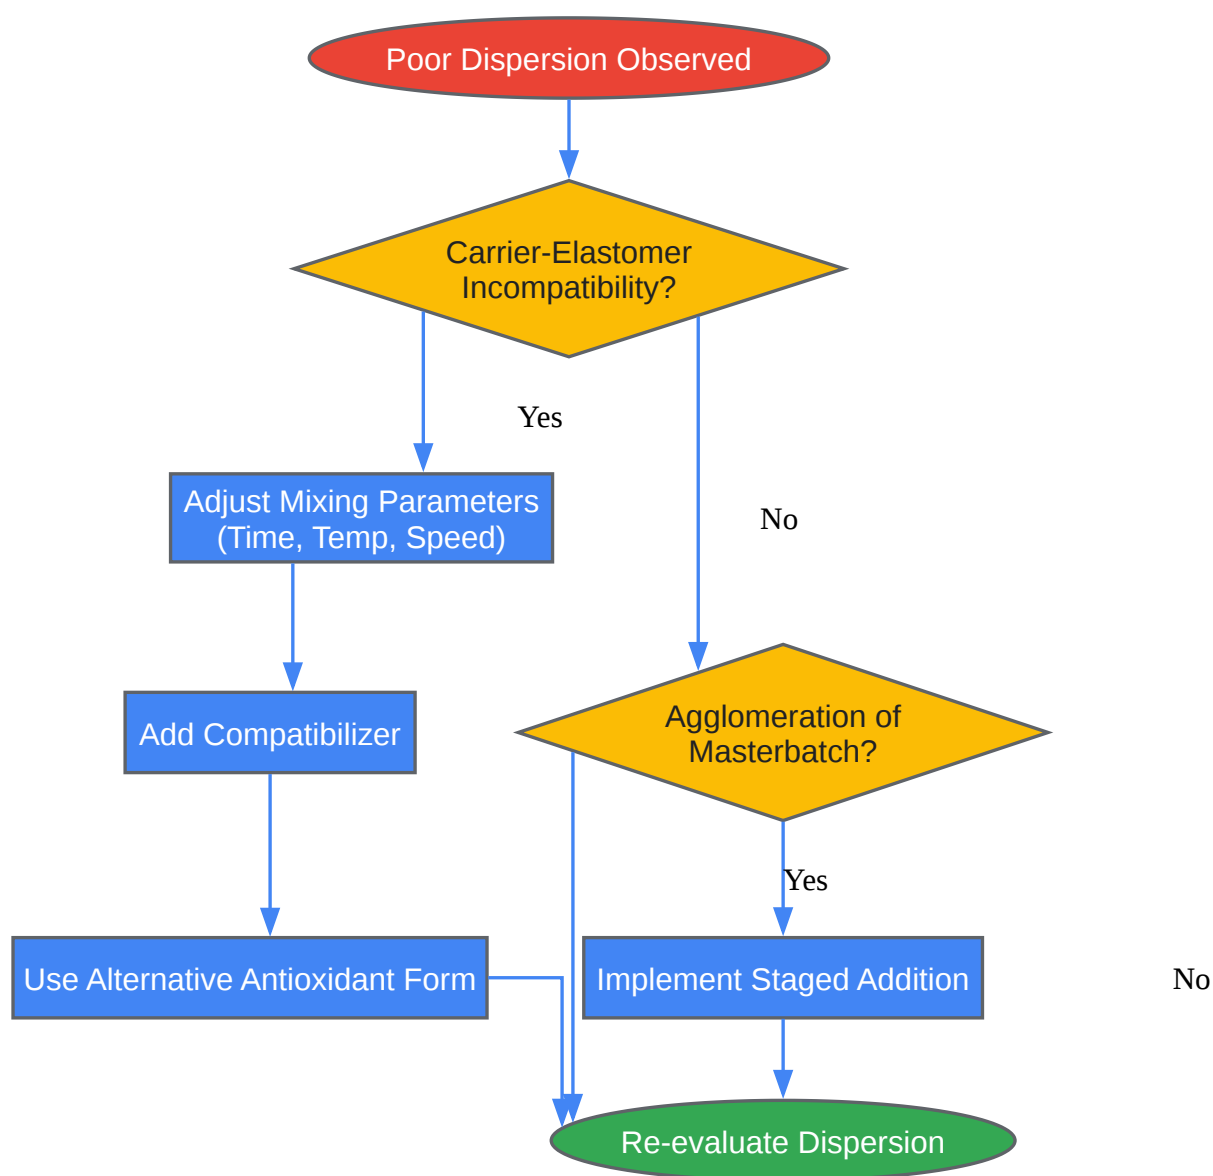 Poor Dispersion Observed
Carrier-Elastomer
Incompatibility?
Yes
Adjust Mixing Parameters
(Time, Temp, Speed)
No
Add Compatibilizer
Agglomeration of
Masterbatch?
Yes
Use Alternative Antioxidant Form
Implement Staged Addition
No
Re-evaluate Dispersion